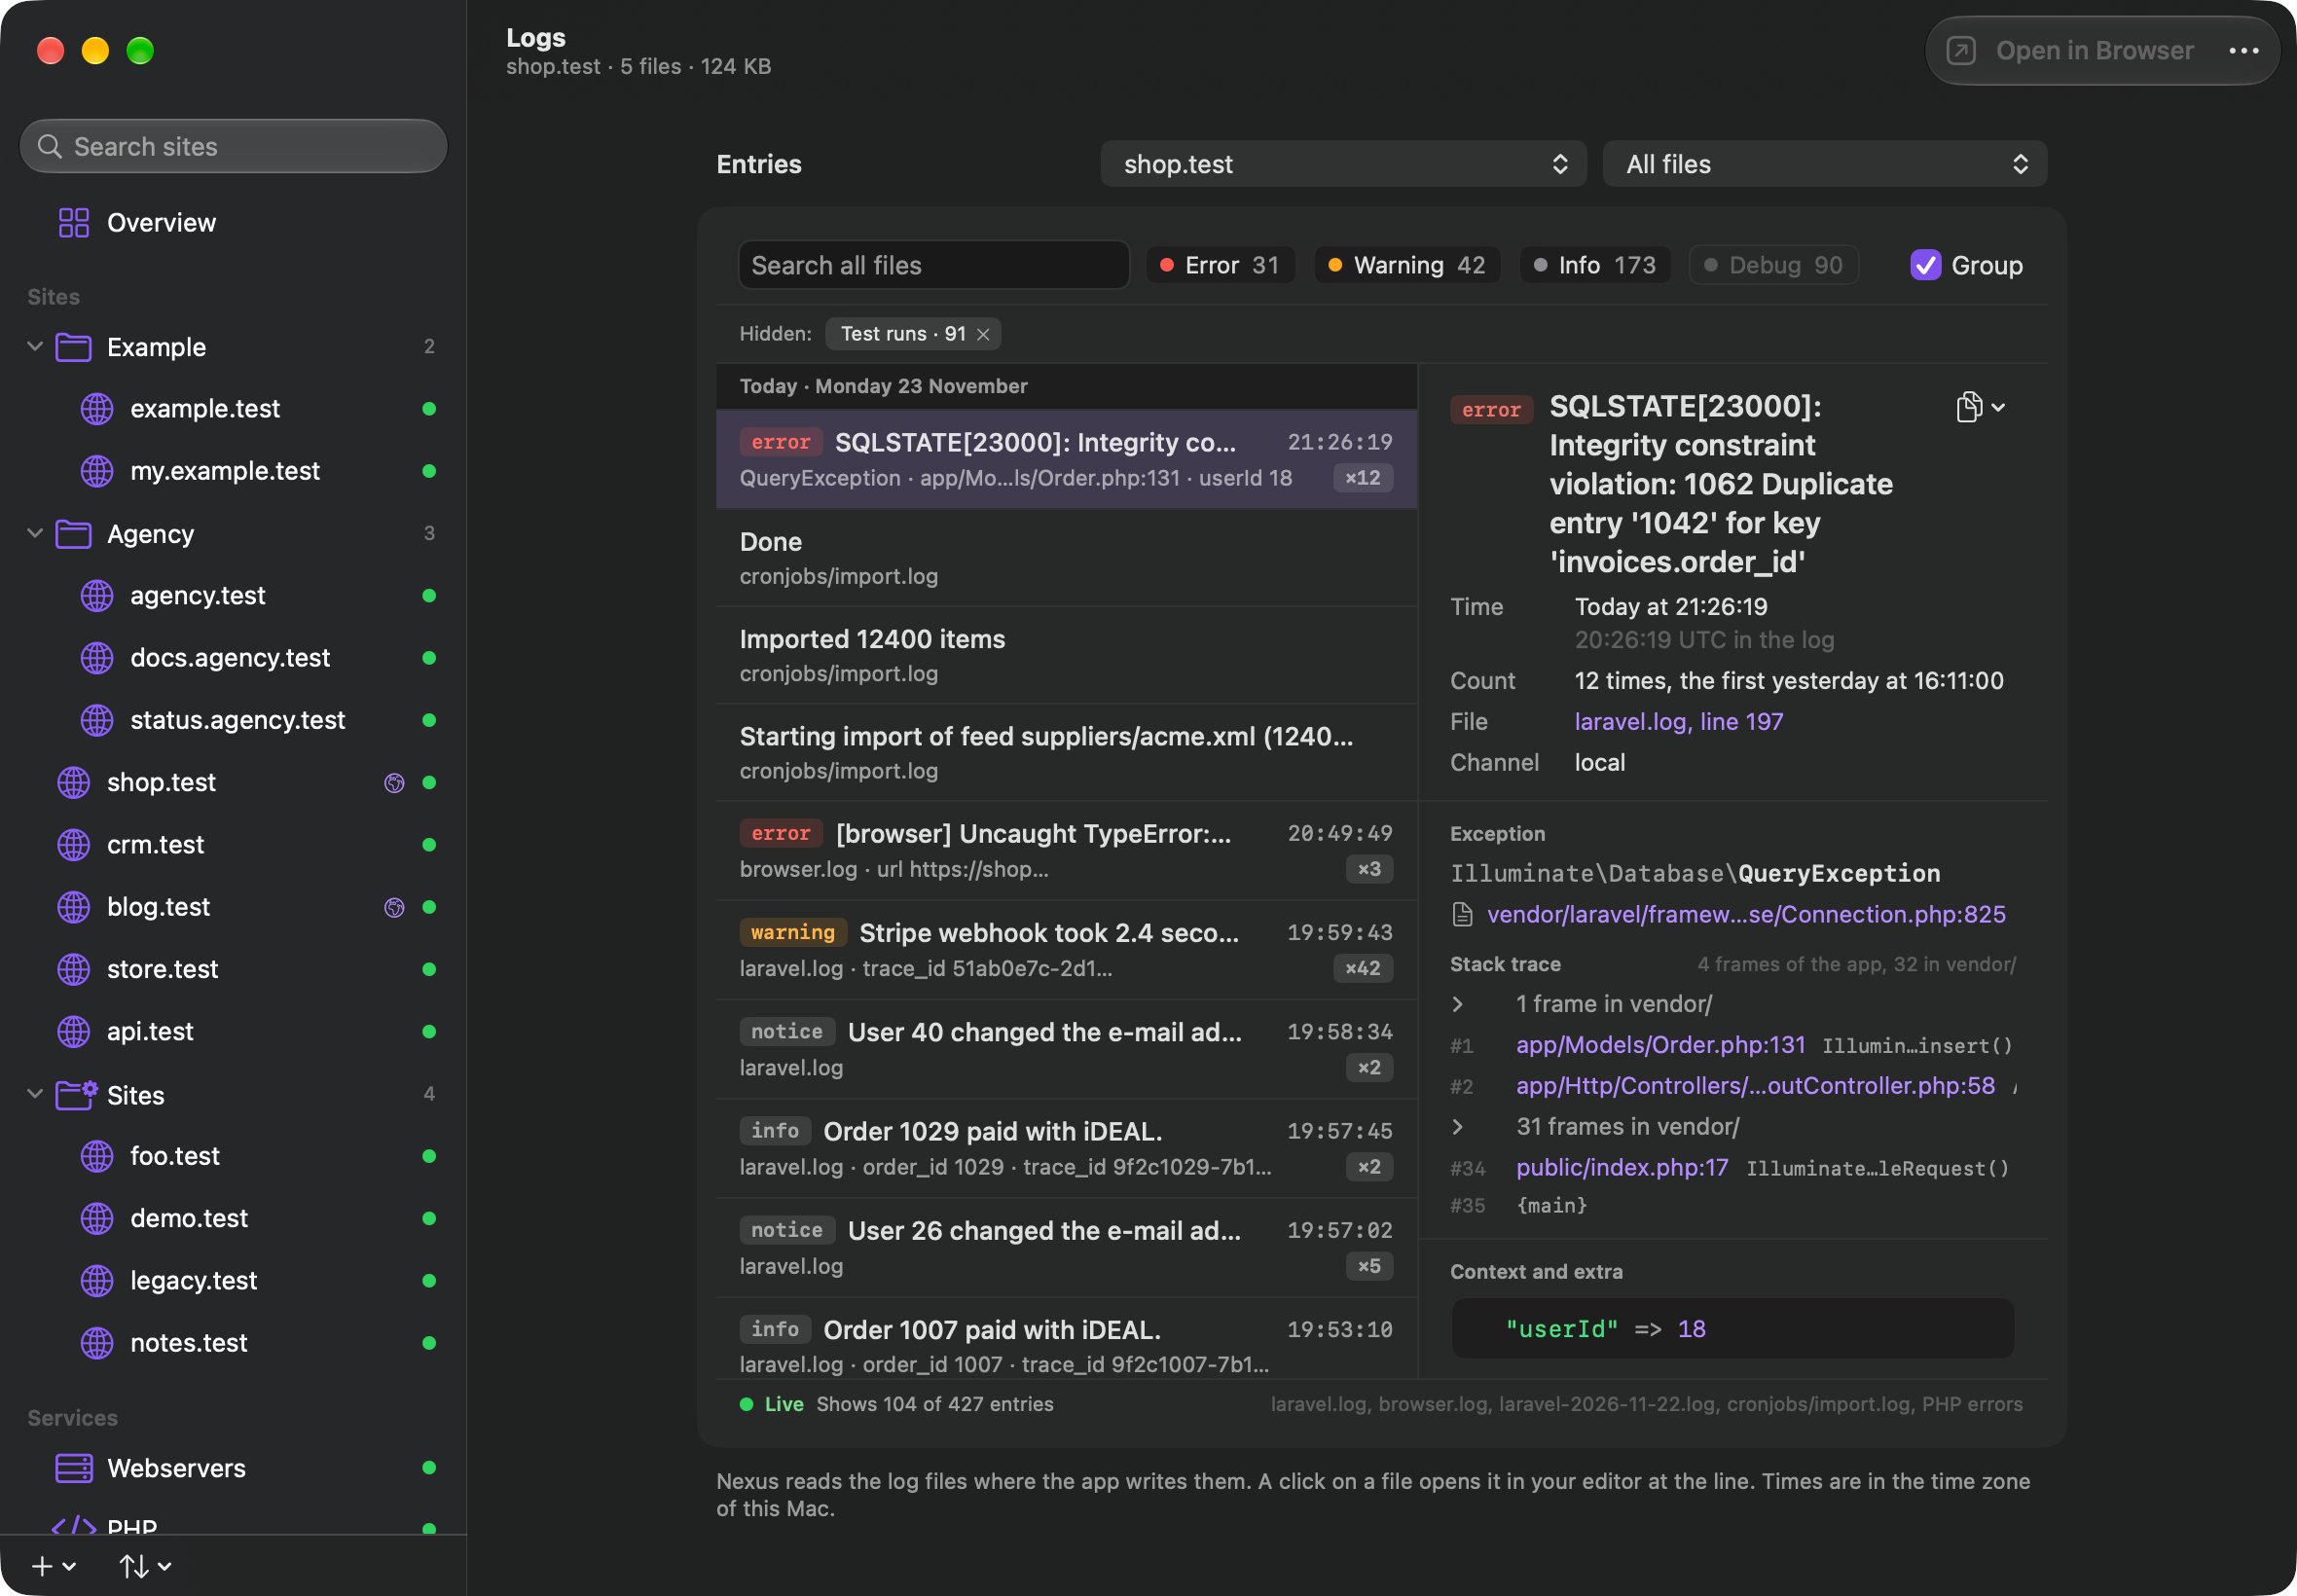 Logs
shop.test · 5 files · 124 KB
Open in Browser
Search sites
Overview
Sites
Example 2
example.test
my.example.test
Agency 3
agency.test
docs.agency.test
status.agency.test
shop.test
crm.test
blog.test
store.test
api.test
Sites 4
foo.test
demo.test
legacy.test
notes.test
Services
Webservers
PHP
Entries
shop.test
All files
Search all files
Error 31
Warning 42
Info 173
Debug 90
Group
Hidden: Test runs · 91
Today · Monday 23 November
error SQLSTATE[23000]: Integrity co... 21:26:19
QueryException · app/Mo...ls/Order.php:131 · userId 18 ×12
Done
cronjobs/import.log
Imported 12400 items
cronjobs/import.log
Starting import of feed suppliers/acme.xml (1240...
cronjobs/import.log
error [browser] Uncaught TypeError:... 20:49:49
browser.log · url https://shop... ×3
warning Stripe webhook took 2.4 seco... 19:59:43
laravel.log · trace_id 51ab0e7c-2d1... ×42
notice User 40 changed the e-mail ad... 19:58:34
laravel.log ×2
info Order 1029 paid with iDEAL. 19:57:45
laravel.log · order_id 1029 · trace_id 9f2c1029-7b1... ×2
notice User 26 changed the e-mail ad... 19:57:02
laravel.log ×5
info Order 1007 paid with iDEAL. 19:53:10
laravel.log · order_id 1007 · trace_id 9f2c1007-7b1...
error SQLSTATE[23000]:
Integrity constraint
violation: 1062 Duplicate
entry '1042' for key
'invoices.order_id'
Time Today at 21:26:19
20:26:19 UTC in the log
Count 12 times, the first yesterday at 16:11:00
File laravel.log, line 197
Channel local
Exception
Illuminate\Database\QueryException
vendor/laravel/framew...se/Connection.php:825
Stack trace 4 frames of the app, 32 in vendor/
1 frame in vendor/
#1 app/Models/Order.php:131 Illumin…insert()
#2 app/Http/Controllers/...outController.php:58
31 frames in vendor/
#34 public/index.php:17 Illuminate…leRequest()
#35 {main}
Context and extra
"userId" => 18
Live Shows 104 of 427 entries
laravel.log, browser.log, laravel-2026-11-22.log, cronjobs/import.log, PHP errors
Nexus reads the log files where the app writes them. A click on a file opens it in your editor at the line. Times are in the time zone
of this Mac.